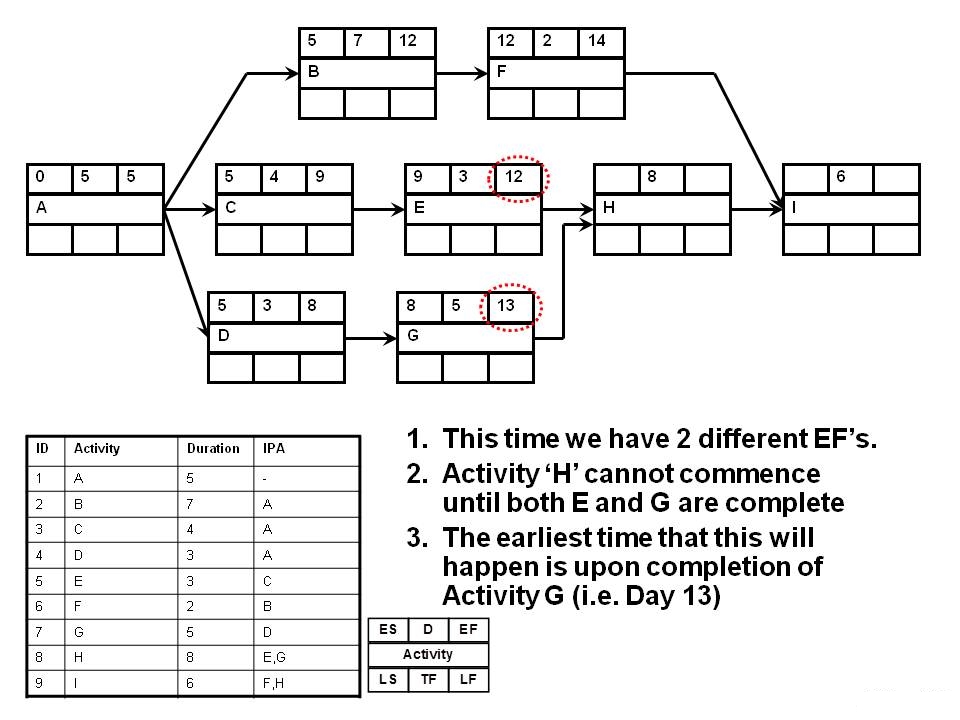 5 7 12
B
12 2 14
F
0 5 5
A
5 4 9
C
9 3 12
E
8
H
6
I
5 3 8
D
8 5 13
G
ID Activity Duration IPA
1 A 5 -
2 B 7 A
3 C 4 A
4 D 3 A
5 E 3 C
6 F 2 B
7 G 5 D
8 H 8 E,G
9 I 6 F,H
1. This time we have 2 different EF’s.
2. Activity ‘H’ cannot commence
until both E and G are complete
3. The earliest time that this will
happen is upon completion of
Activity G (i.e. Day 13)
ES D EF
Activity
LS TF LF